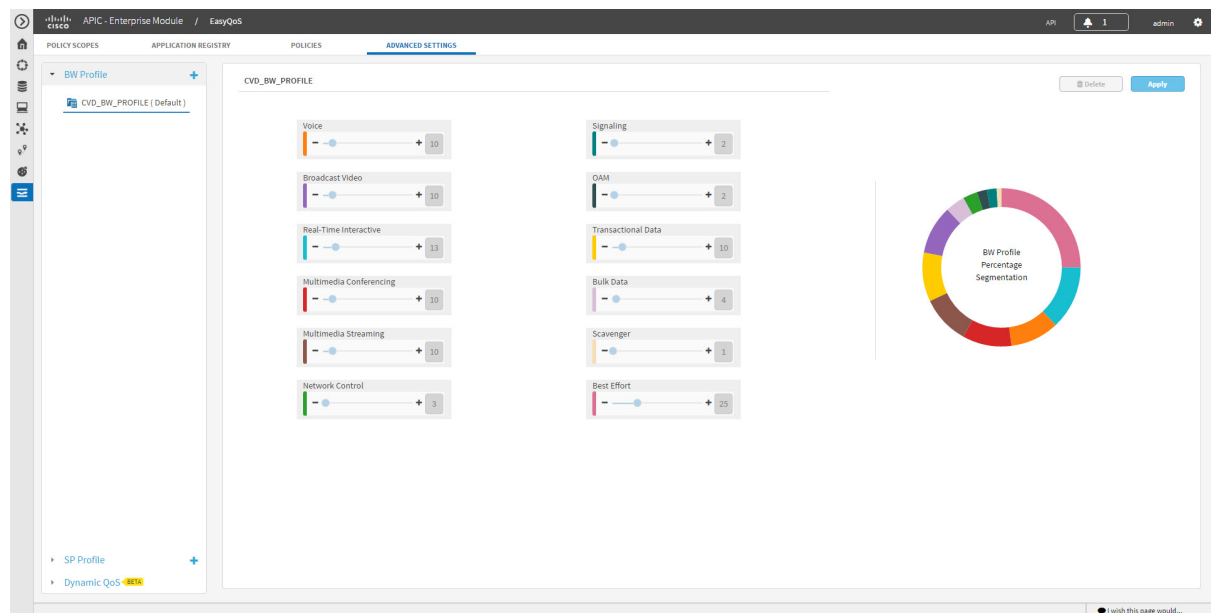 CISCO APIC - Enterprise Module / EasyQoS API 1 admin
POLICY SCOPES APPLICATION REGISTRY POLICIES ADVANCED SETTINGS
BW Profile
CVD_BW_PROFILE ( Default )
SP Profile
Dynamic QoS BETA
CVD_BW_PROFILE
Delete Apply
Voice
10
Broadcast Video
10
Real-Time Interactive
13
Multimedia Conferencing
10
Multimedia Streaming
10
Network Control
3
Signaling
2
OAM
2
Transactional Data
10
Bulk Data
4
Scavenger
1
Best Effort
25
BW Profile
Percentage
Segmentation
I wish this page would...